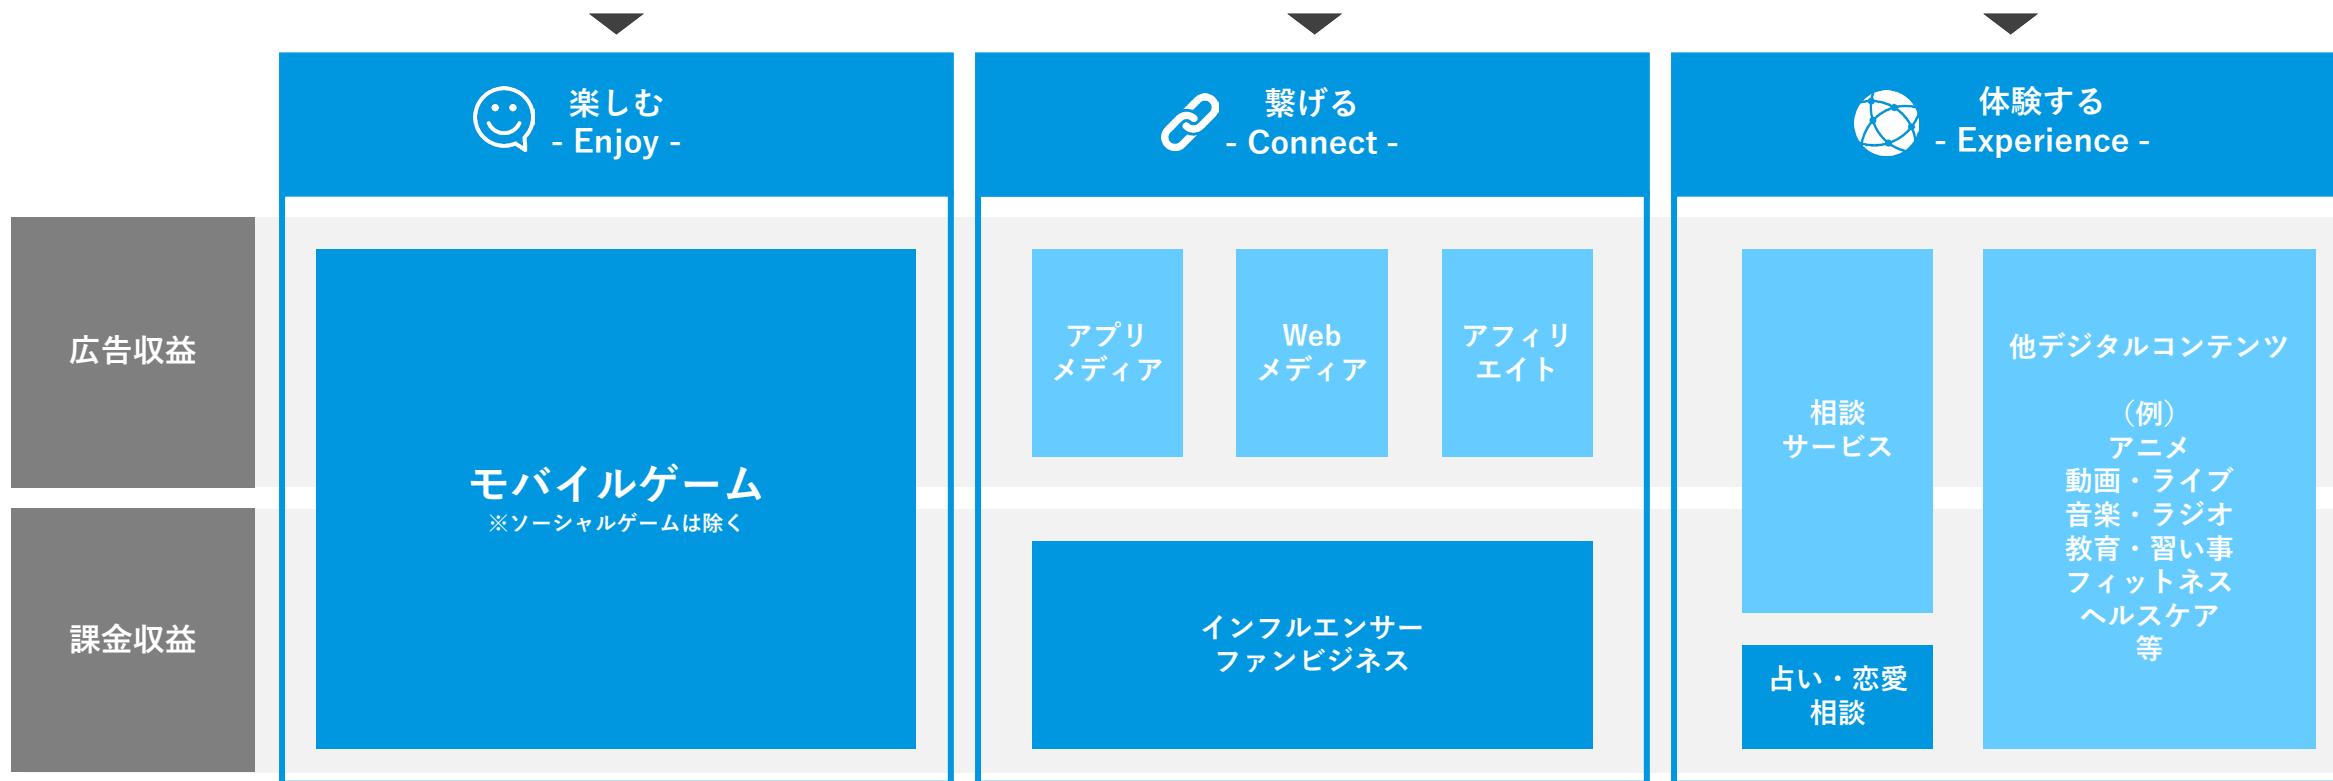 楽しむ
- Enjoy -
繋げる
- Connect -
体験する
- Experience -
広告収益
課金収益
モバイルゲーム
※ソーシャルゲームは除く
アプリ
メディア
Web
メディア
アフィリ
エイト
インフルエンサー
ファンビジネス
相談
サービス
占い・恋愛
相談
他デジタルコンテンツ
（例）
アニメ
動画・ライブ
音楽・ラジオ
教育・習い事
フィットネス
ヘルスケア
等